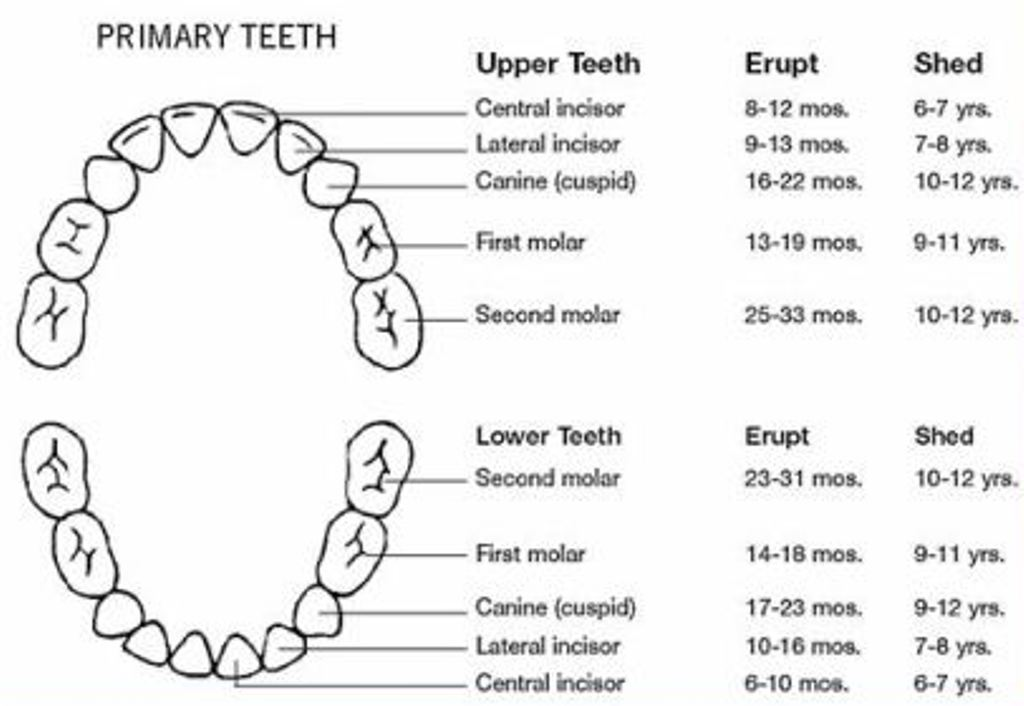 PRIMARY TEETH
Upper Teeth Erupt Shed
Central incisor 8-12 mos. 6-7 yrs.
Lateral incisor 9-13 mos. 7-8 yrs.
Canine (cuspid) 16-22 mos. 10-12 yrs.
First molar 13-19 mos. 9-11 yrs.
Second molar 25-33 mos. 10-12 yrs.
Lower Teeth Erupt Shed
Second molar 23-31 mos. 10-12 yrs.
First molar 14-18 mos. 9-11 yrs.
Canine (cuspid) 17-23 mos. 9-12 yrs.
Lateral incisor 10-16 mos. 7-8 yrs.
Central incisor 6-10 mos. 6-7 yrs.